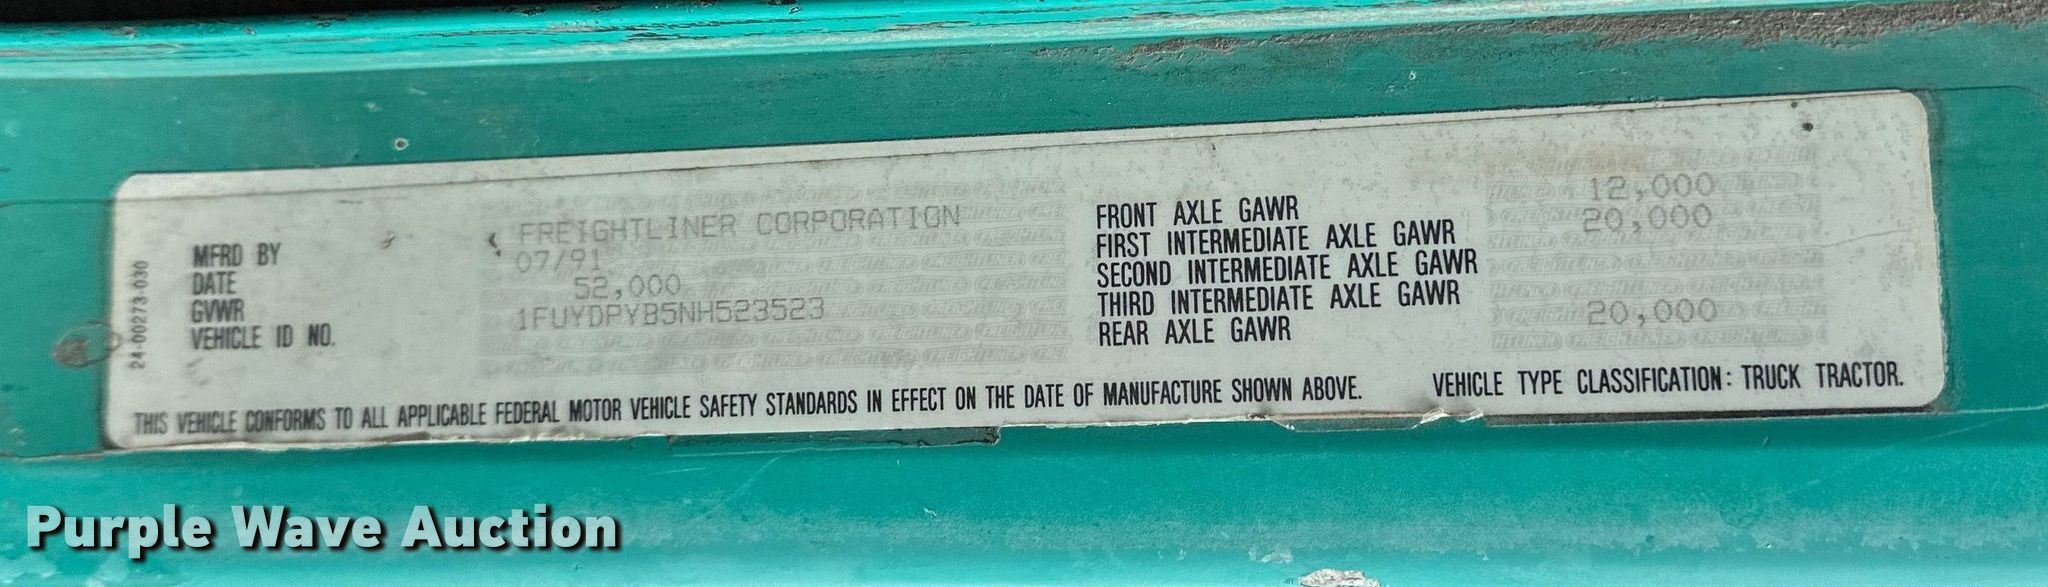 24-00273-030
MFRD BY FREIGHTLINER CORPORATION
DATE 07/91
GVWR 52,000
VEHICLE ID NO. 1FUYDPYB5NH523523
FRONT AXLE GAWR 12,000
FIRST INTERMEDIATE AXLE GAWR 20,000
SECOND INTERMEDIATE AXLE GAWR
THIRD INTERMEDIATE AXLE GAWR
REAR AXLE GAWR 20,000
THIS VEHICLE CONFORMS TO ALL APPLICABLE FEDERAL MOTOR VEHICLE SAFETY STANDARDS IN EFFECT ON THE DATE OF MANUFACTURE SHOWN ABOVE. VEHICLE TYPE CLASSIFICATION: TRUCK TRACTOR.
Purple Wave Auction